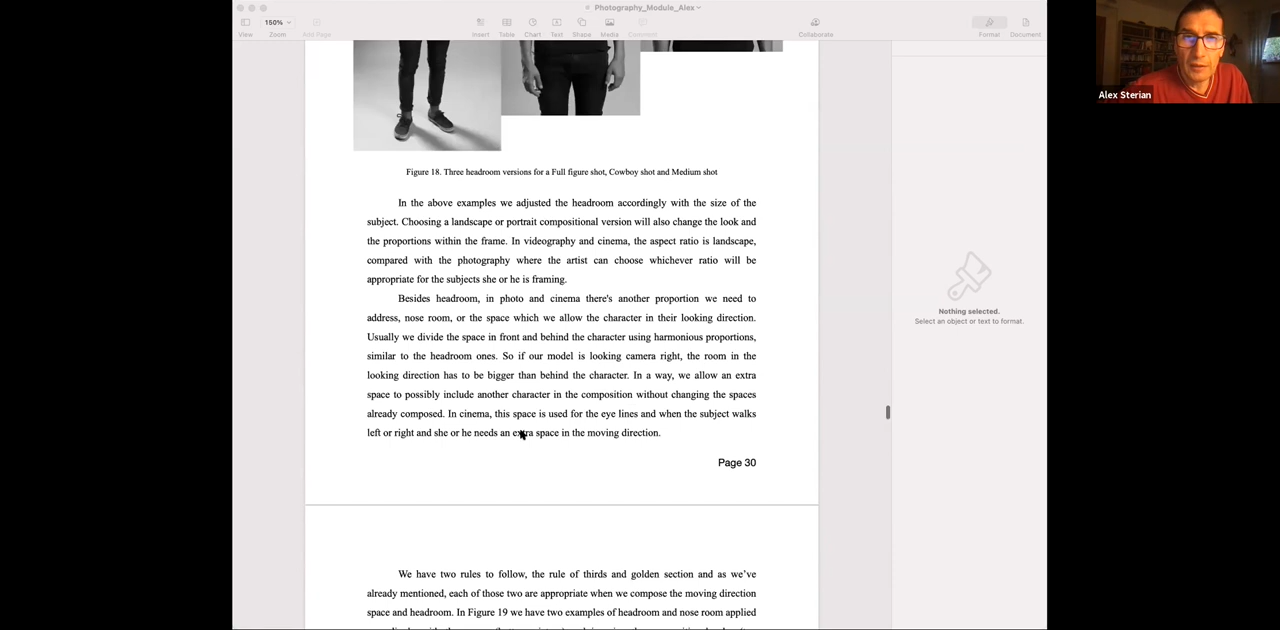 Photography_Module_Alex
150%
View
Zoom
Add Page
Insert
Table
Chart
Text
Shape
Media
Comment
Collaborate
Format
Document
Alex Sterian
Figure 18. Three headroom versions for a Full figure shot, Cowboy shot and Medium shot
In the above examples we adjusted the headroom accordingly with the size of the
subject. Choosing a landscape or portrait compositional version will also change the look and
the proportions within the frame. In videography and cinema, the aspect ratio is landscape,
compared with the photography where the artist can choose whichever ratio will be
appropriate for the subjects she or he is framing.
Besides headroom, in photo and cinema there's another proportion we need to
address, nose room, or the space which we allow the character in their looking direction.
Usually we divide the space in front and behind the character using harmonious proportions,
similar to the headroom ones. So if our model is looking camera right, the room in the
looking direction has to be bigger than behind the character. In a way, we allow an extra
space to possibly include another character in the composition without changing the spaces
already composed. In cinema, this space is used for the eye lines and when the subject walks
left or right and she or he needs an extra space in the moving direction.
Page 30
Nothing selected.
Select an object or text to format.
We have two rules to follow, the rule of thirds and golden section and as we've
already mentioned, each of those two are appropriate when we compose the moving direction
space and headroom. In Figure 19 we have two examples of headroom and nose room applied